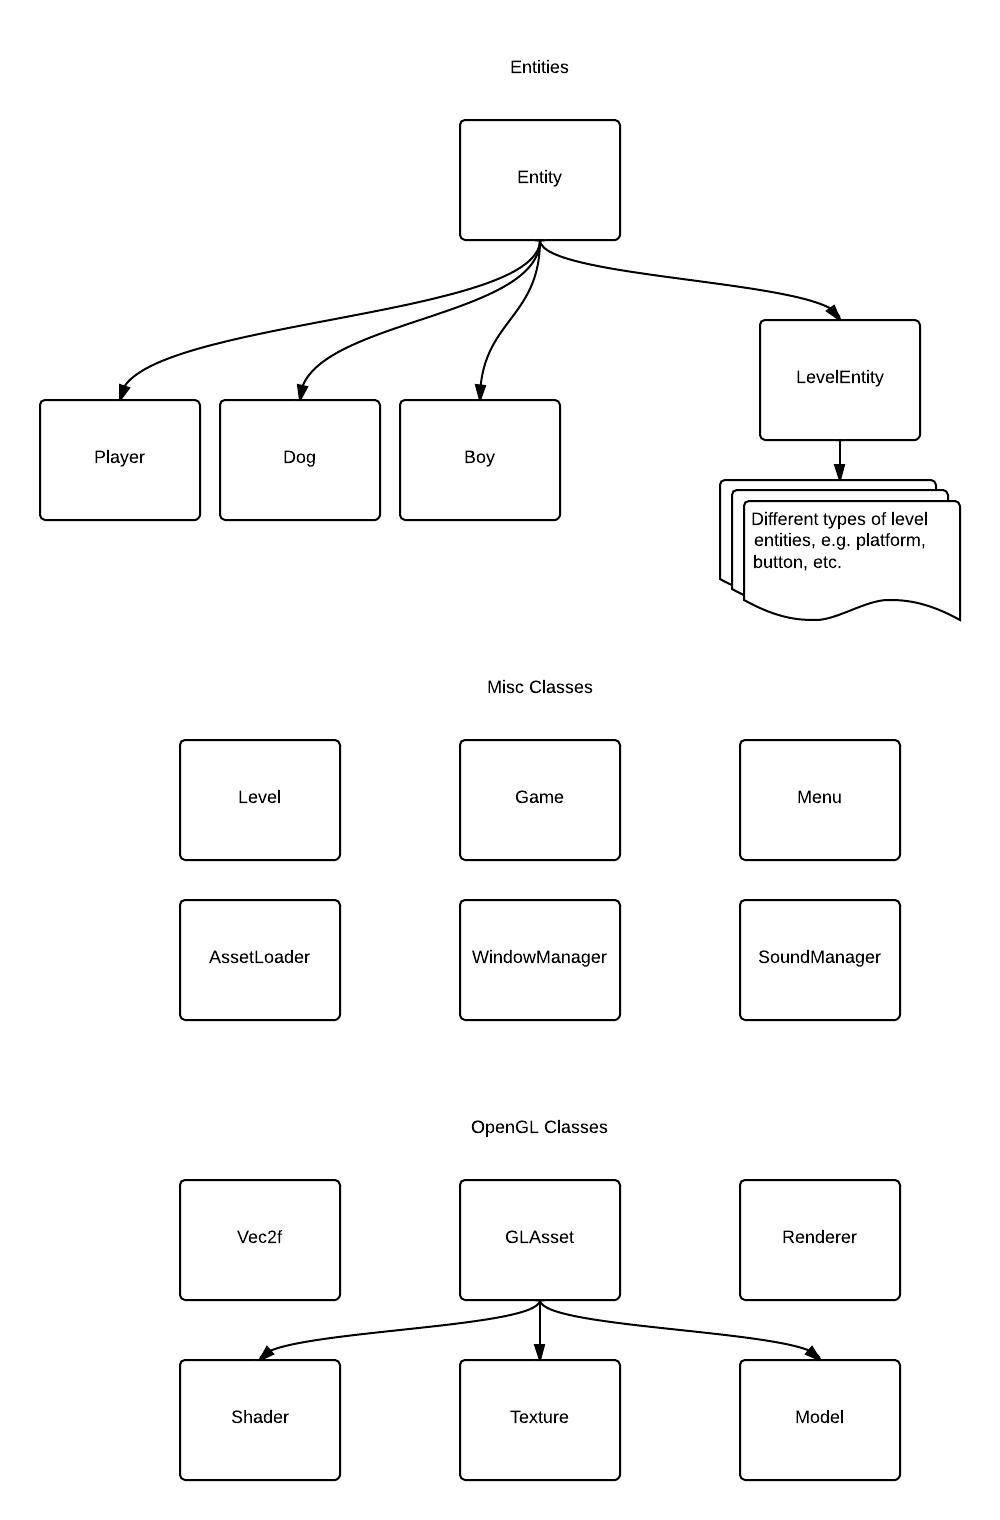 Entities
Entity
LevelEntity
Player
Dog
Boy
Different types of level
entities, e.g. platform,
button, etc.
Misc Classes
Level
Game
Menu
AssetLoader
WindowManager
SoundManager
OpenGL Classes
Vec2f
GLAsset
Renderer
Shader
Texture
Model